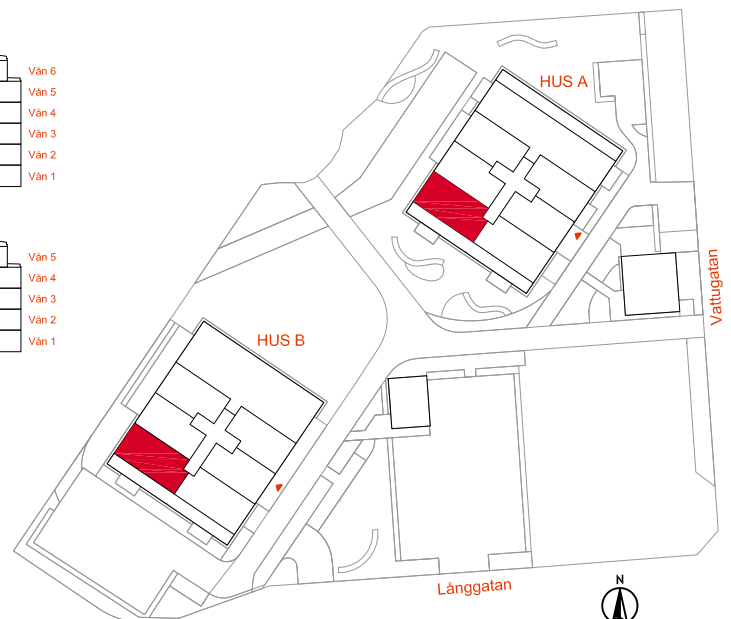 Vån 6
Vån 5
Vån 4
Vån 3
Vån 2
Vån 1
Vån 5
Vån 4
Vån 3
Vån 2
Vån 1
HUS A
HUS B
Vattugatan
Långgatan
N